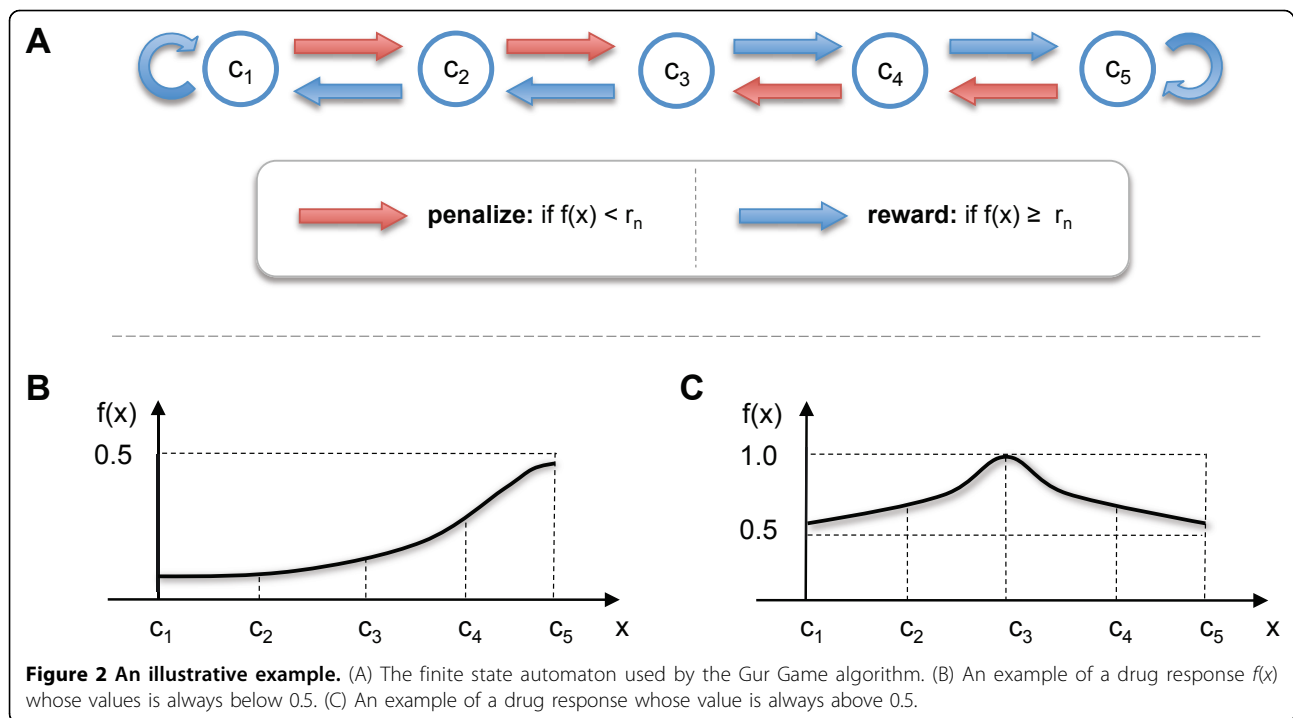 A
c1 c2 c3 c4 c5
penalize: if f(x) < rn reward: if f(x) ≥ rn
B
f(x)
0.5
c1 c2 c3 c4 c5 x
C
f(x)
1.0
0.5
c1 c2 c3 c4 c5 x
Figure 2 An illustrative example. (A) The finite state automaton used by the Gur Game algorithm. (B) An example of a drug response f(x)
whose values is always below 0.5. (C) An example of a drug response whose value is always above 0.5.